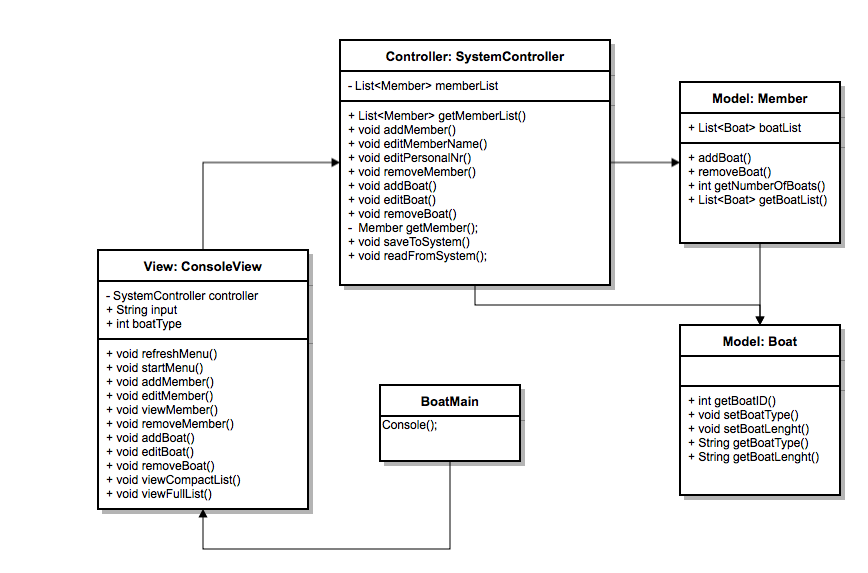 Controller: SystemController
- List<Member> memberList
+ List<Member> getMemberList()
+ void addMember()
+ void editMemberName()
+ void editPersonalNr()
+ void removeMember()
+ void addBoat()
+ void editBoat()
+ void removeBoat()
- Member getMember();
+ void saveToSystem()
+ void readFromSystem();
Model: Member
+ List<Boat> boatList
+ addBoat()
+ removeBoat()
+ int getNumberOfBoats()
+ List<Boat> getBoatList()
View: ConsoleView
- SystemController controller
+ String input
+ int boatType
+ void refreshMenu()
+ void startMenu()
+ void addMember()
+ void editMember()
+ void viewMember()
+ void removeMember()
+ void addBoat()
+ void editBoat()
+ void removeBoat()
+ void viewCompactList()
+ void viewFullList()
BoatMain
Console();
Model: Boat
+ int getBoatID()
+ void setBoatType()
+ void setBoatLenght()
+ String getBoatType()
+ String getBoatLenght()